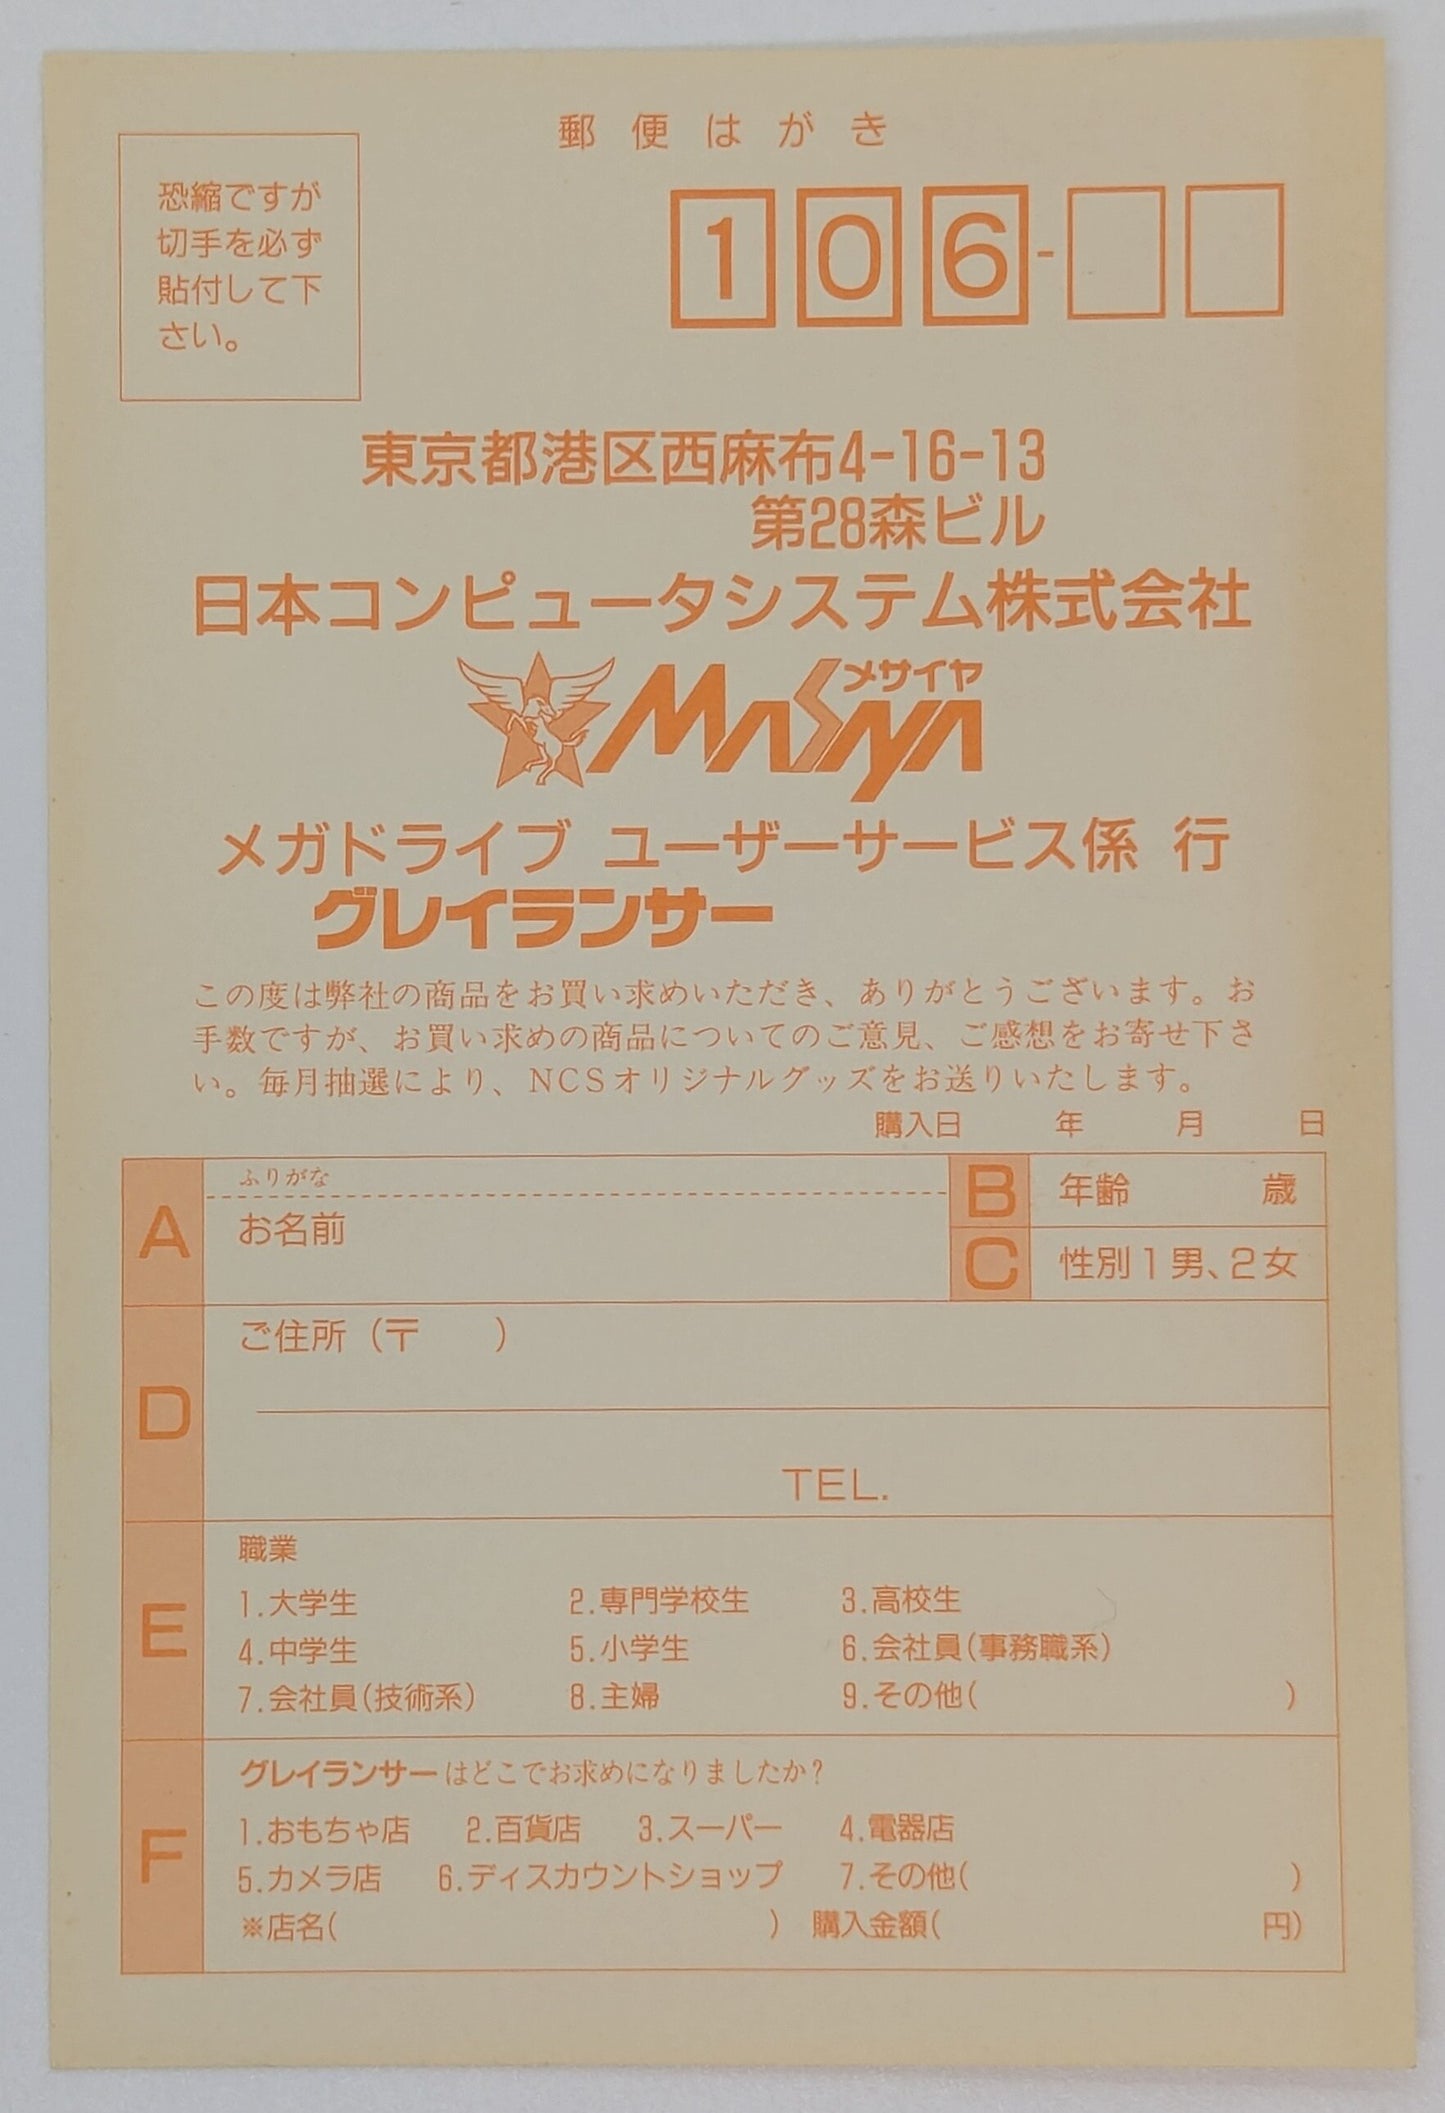 郵便はがき
恐縮ですが
切手を必ず
貼付して下
さい。
106-
東京都港区西麻布4-16-13
第28森ビル
日本コンピュータシステム株式会社
メサイヤ
MASAYA
メガドライブ ユーザーサービス係 行
グレイランサー
この度は弊社の商品をお買い求めいただき、ありがとうございます。お
手数ですが、お買い求めの商品についてのご意見、ご感想をお寄せ下さ
い。毎月抽選により、NCSオリジナルグッズをお送りいたします。
購入日 年 月 日
A ふりがな
お名前
B 年齢 歳
C 性別 1 男、2 女
D ご住所(〒 )
TEL.
E 職業
1.大学生 2.専門学校生 3.高校生
4.中学生 5.小学生 6.会社員(事務職系)
7.会社員(技術系) 8.主婦 9.その他( )
F グレイランサーはどこでお求めになりましたか?
1.おもちゃ店 2.百貨店 3.スーパー 4.電器店
5.カメラ店 6.ディスカウントショップ 7.その他( )
※店名( ) 購入金額( 円)